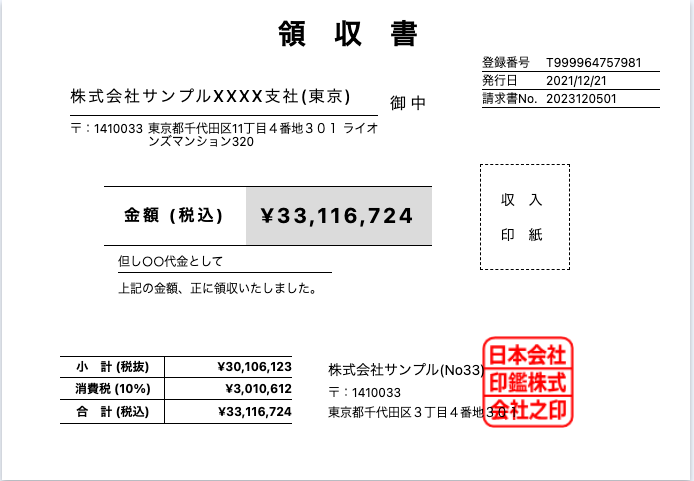 領 収 書
登録番号 T999964757981
発行日 2021/12/21
請求書No. 2023120501
株式会社サンプルXXXX支社(東京) 御中
〒：1410033 東京都千代田区11丁目４番地３０１ ライオ
ンズマンション320
収 入
印 紙
金額 (税込) ¥33,116,724
但し〇〇代金として
上記の金額、正に領収いたしました。
小　計 (税抜) ¥30,106,123
消費税 (10%) ¥3,010,612
合　計 (税込) ¥33,116,724
株式会社サンプル(No33)
〒：1410033
東京都千代田区３丁目４番地３０１
日本会社
印鑑株式
会社之印